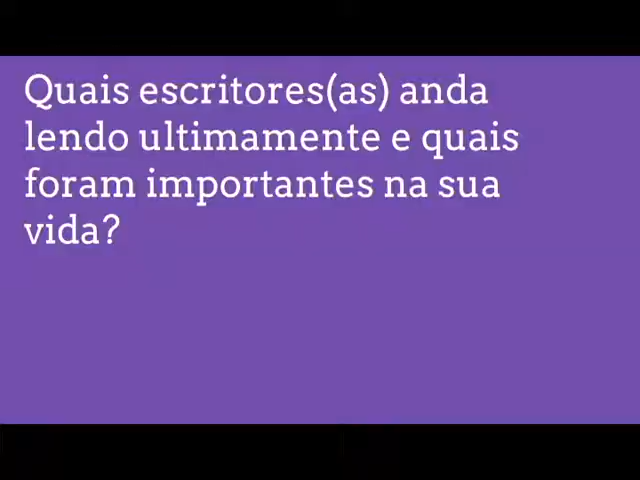 Quais escritores(as) anda
lendo ultimamente e quais
foram importantes na sua
vida?